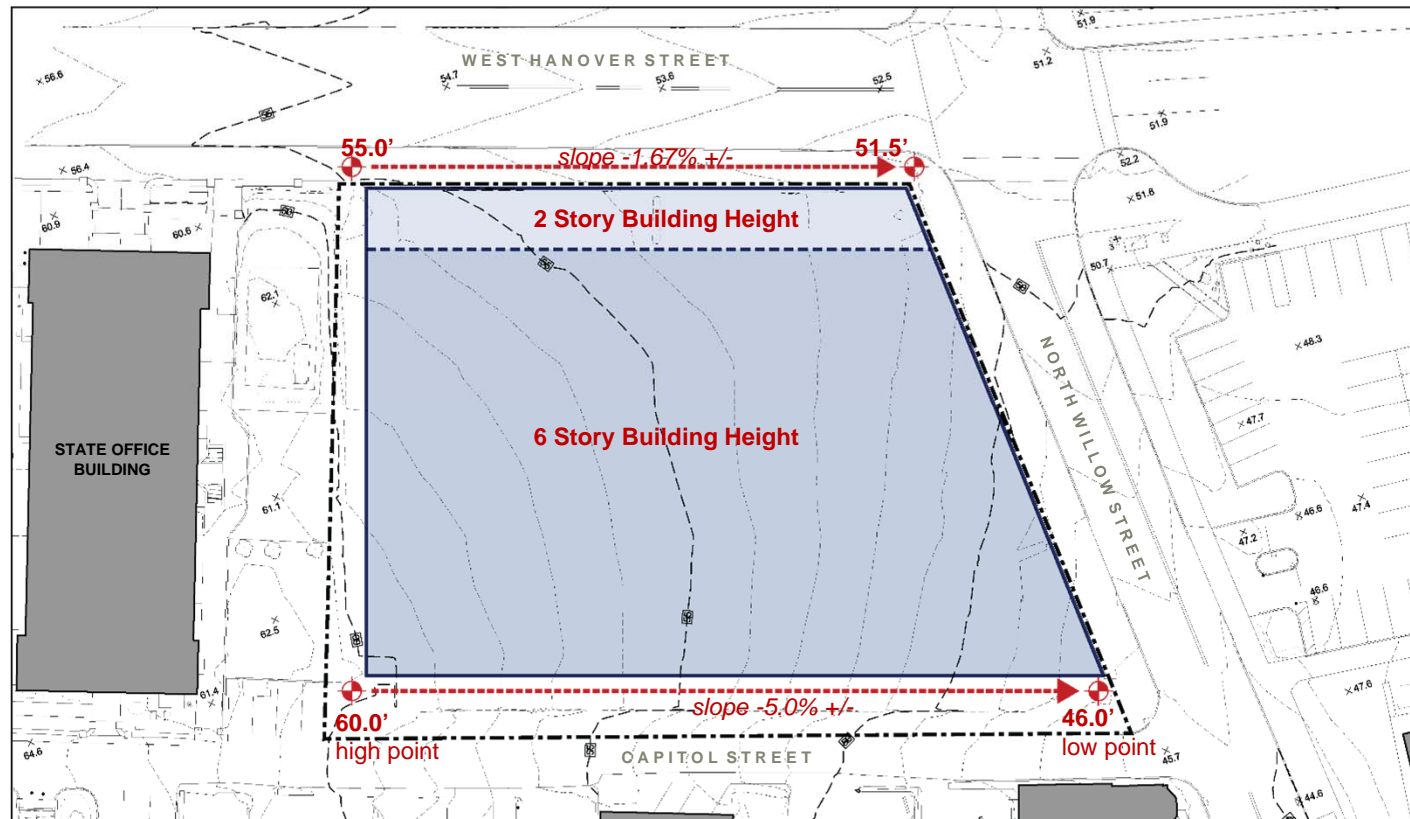 51.9
WEST HANOVER STREET
51.2
56.6
54.7
53.6
52.5
51.9
55.0’
slope -1.67% +/-
51.5’
52.2
56.4
51.6
60.9
60.6
2 Story Building Height
50.7
62.1
48.3
NORTH WILLOW STREET
6 Story Building Height
47.7
STATE OFFICE
BUILDING
61.1
46.6
47.4
47.2
46.6
62.5
61.4
47.6
60.0’
high point
slope -5.0% +/-
46.0’
low point
64.6
CAPITOL STREET
45.7
44.6